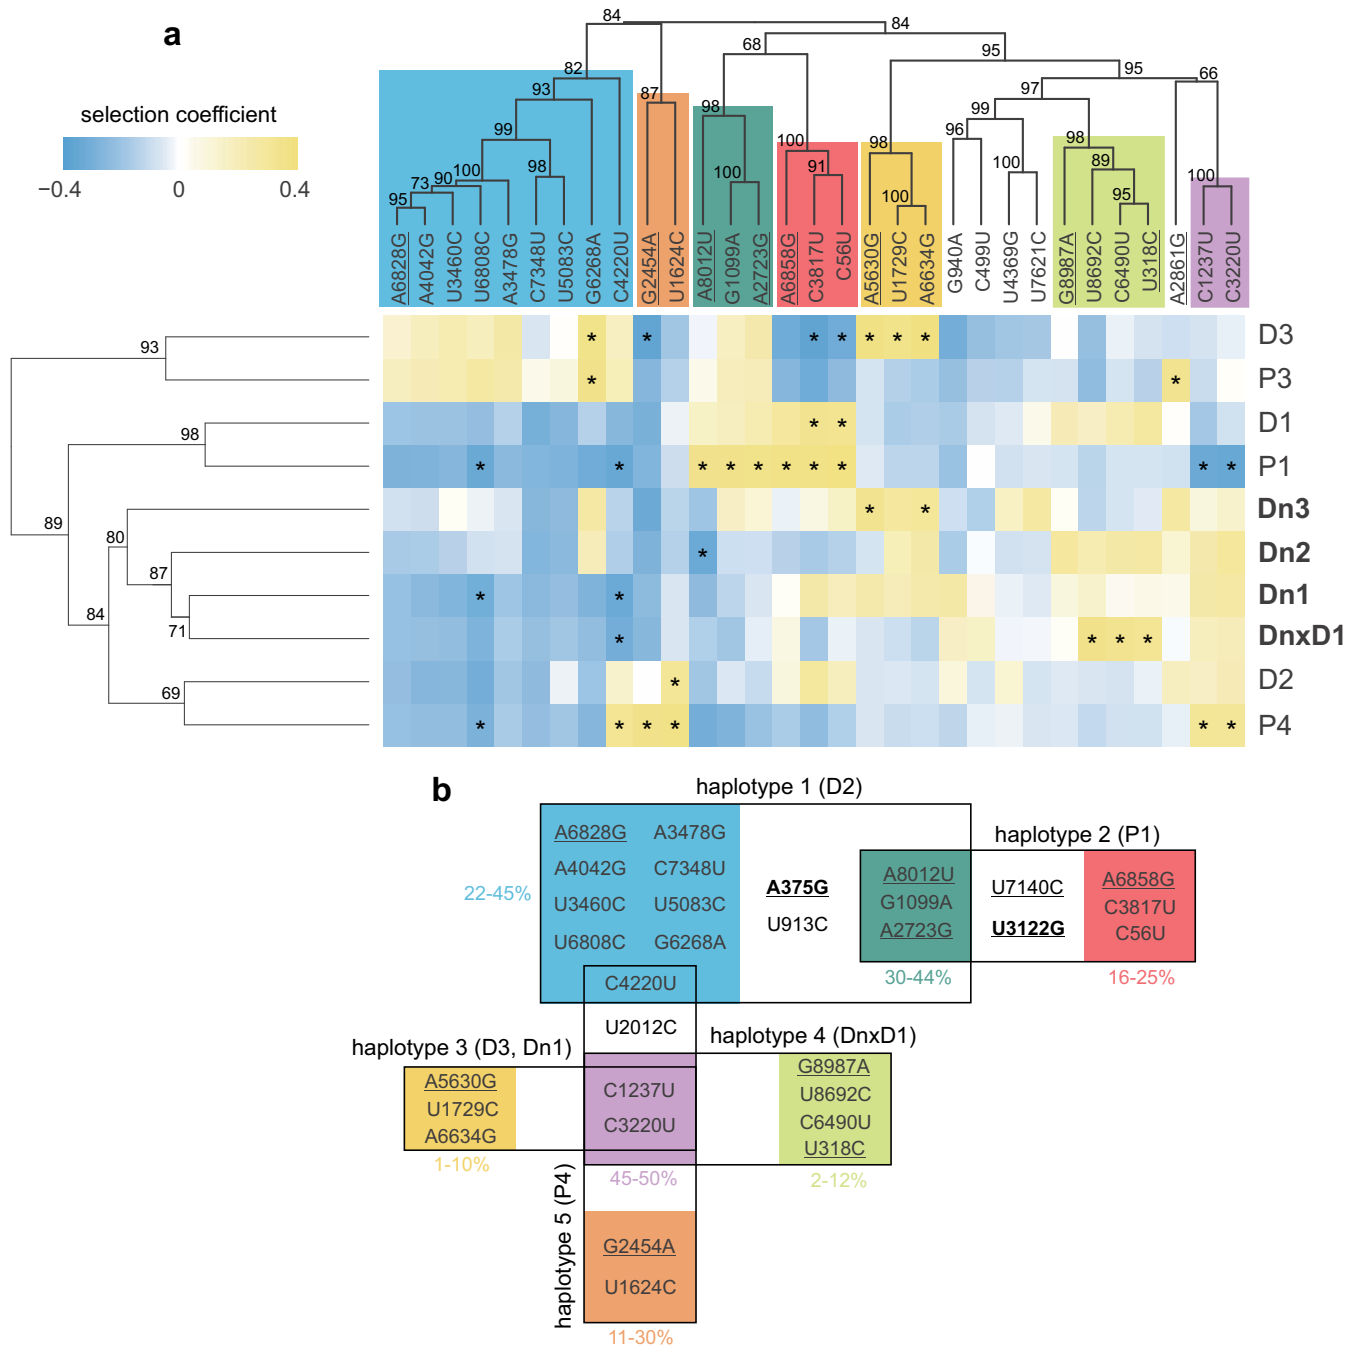 a
selection coefficient
−0.4 0 0.4
84
84
68
95
82
95
66
93
97
87
98
99
99
96
100
98
98
100
91
98
89
100
73 90 100
98
100
100
95
100
95
A6828G
A4042G
U3460C
U6808C
A3478G
C7348U
U5083C
G6268A
C4220U
G2454A
U1624C
A8012U
G1099A
A2723G
A6858G
C3817U
C56U
A5630G
U1729C
A6634G
G940A
C499U
U4369G
U7621C
G8987A
U8692C
C6490U
U318C
A2861G
C1237U
C3220U
93
98
89
80
87
84
71
69
* * * * * * * D3
* * P3
* * D1
* * * * * * * * * * P1
* * Dn3
* Dn2
* * Dn1
* * * * DnxD1
* D2
* * * * * * P4
b
haplotype 1 (D2)
A6828G A3478G
A4042G C7348U
U3460C U5083C
U6808C G6268A
C4220U
22-45%
A375G
U913C
haplotype 2 (P1)
A8012U
G1099A
A2723G
30-44%
U7140C
U3122G
A6858G
C3817U
C56U
16-25%
U2012C
haplotype 3 (D3, Dn1)
A5630G
U1729C
A6634G
1-10%
C1237U
C3220U
45-50%
haplotype 4 (DnxD1)
G8987A
U8692C
C6490U
U318C
2-12%
haplotype 5 (P4)
G2454A
U1624C
11-30%